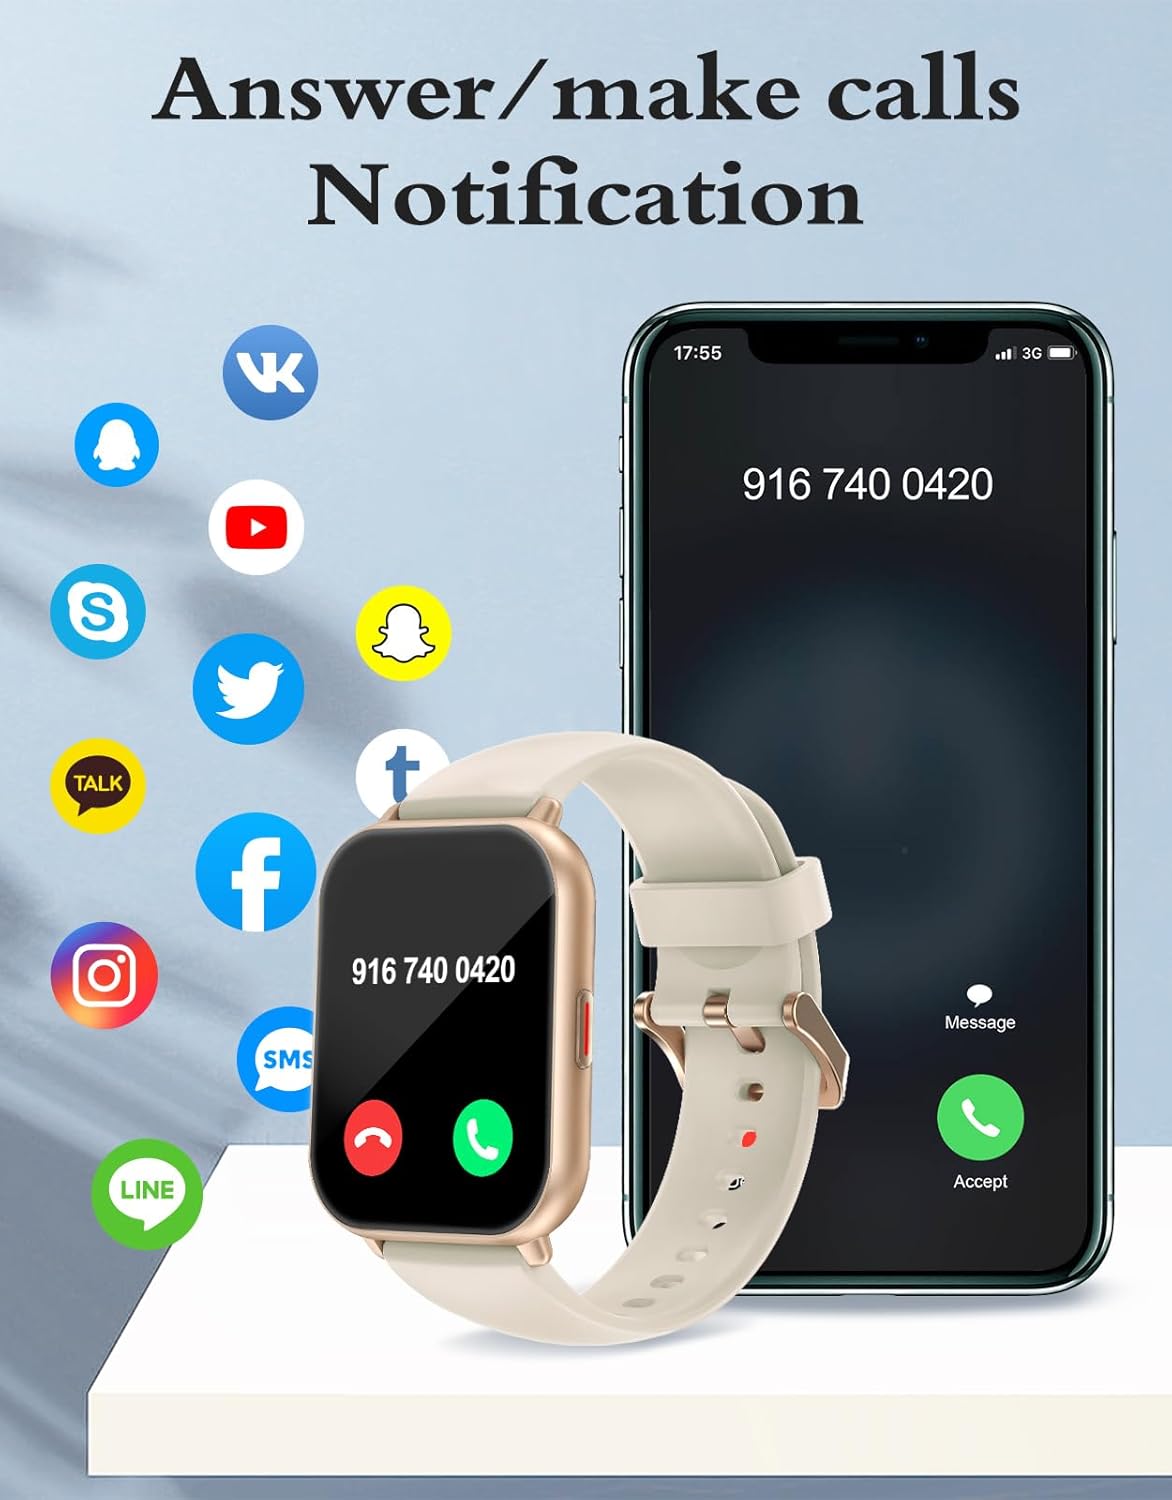 Answer/make calls
Notification
17:55
3G
916 740 0420
TALK
t
f
916 740 0420
SMS
Message
Accept
LINE